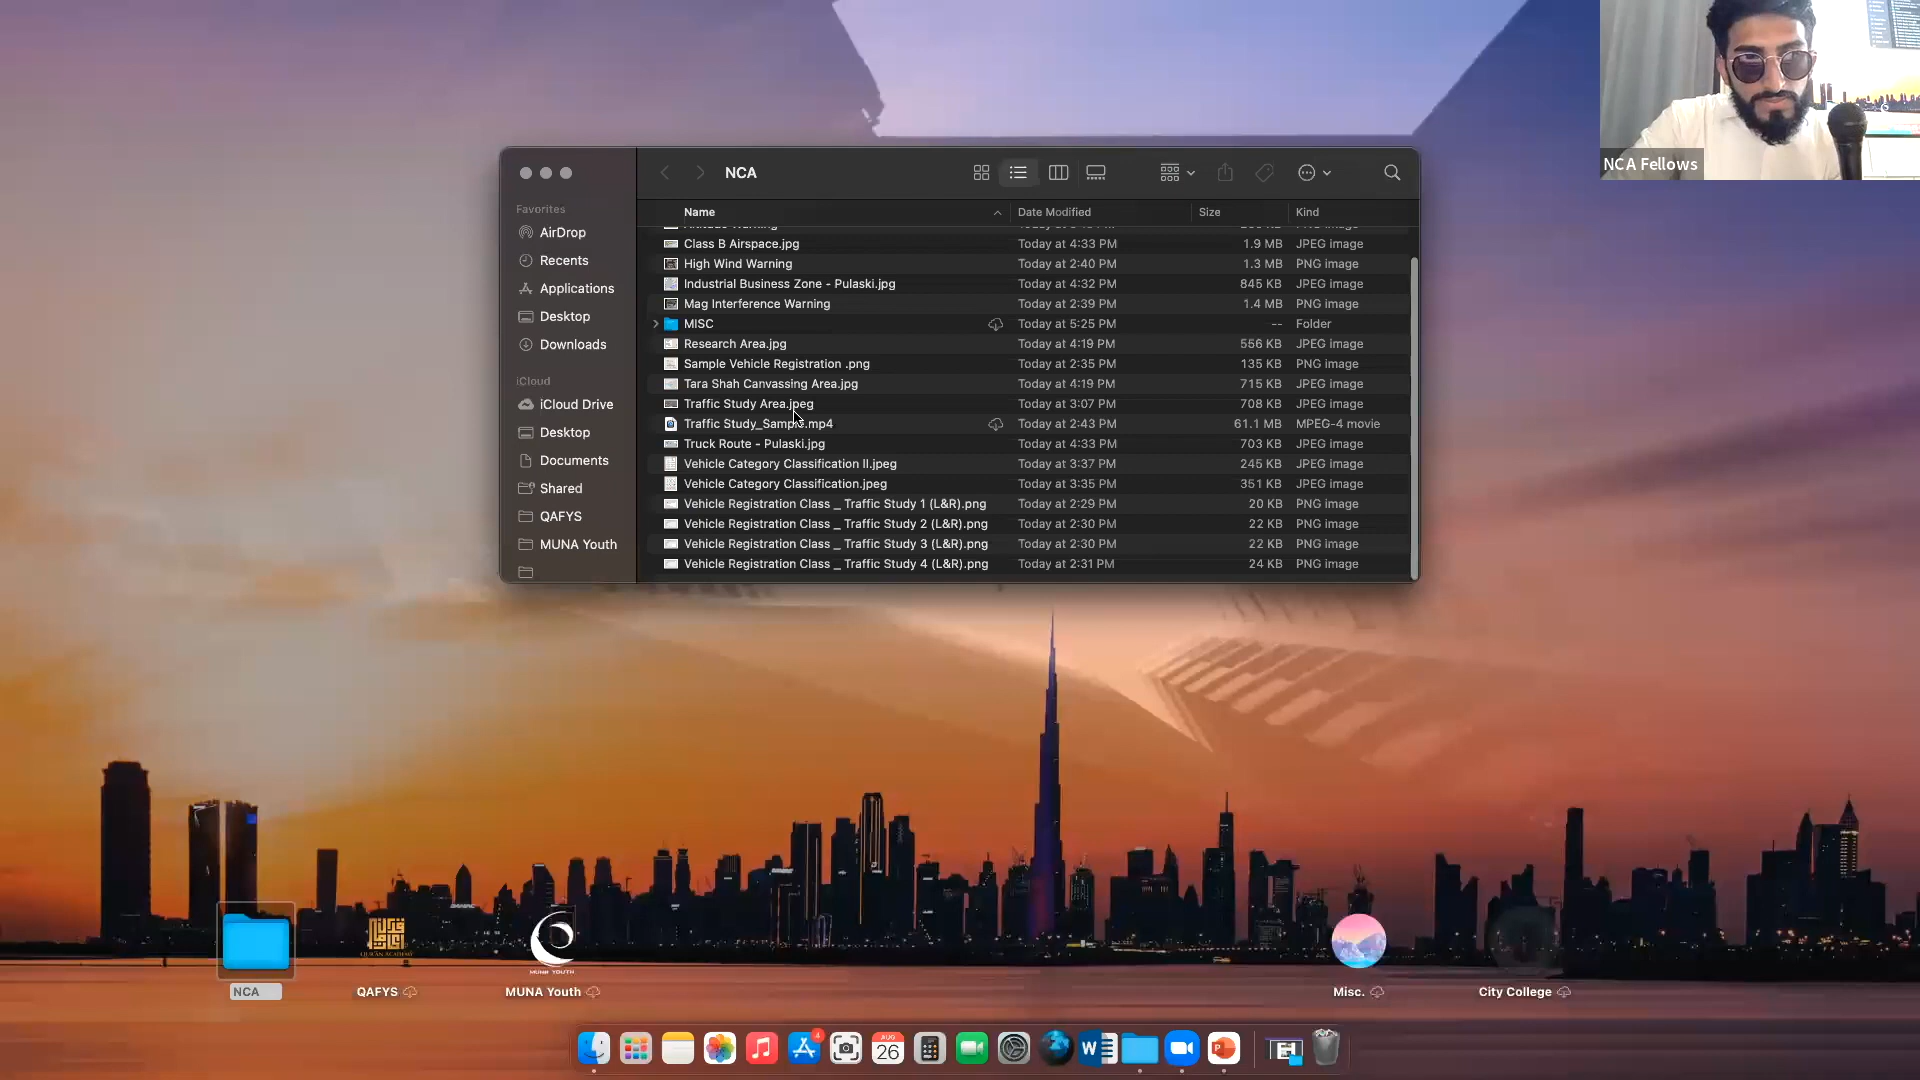 NCA Fellows
NCA
Favorites
AirDrop
Recents
Applications
Desktop
Downloads
iCloud
iCloud Drive
Desktop
Documents
Shared
QAFYS
MUNA Youth
Name Date Modified Size Kind
Class B Airspace.jpg Today at 4:33 PM 1.9 MB JPEG image
High Wind Warning Today at 2:40 PM 1.3 MB PNG image
Industrial Business Zone - Pulaski.jpg Today at 4:32 PM 845 KB JPEG image
Mag Interference Warning Today at 2:39 PM 1.4 MB PNG image
MISC Today at 5:25 PM -- Folder
Research Area.jpg Today at 4:19 PM 556 KB JPEG image
Sample Vehicle Registration .png Today at 2:35 PM 135 KB PNG image
Tara Shah Canvassing Area.jpg Today at 4:19 PM 715 KB JPEG image
Traffic Study Area.jpeg Today at 3:07 PM 708 KB JPEG image
Traffic Study_Sample.mp4 Today at 2:43 PM 61.1 MB MPEG-4 movie
Truck Route - Pulaski.jpg Today at 4:33 PM 703 KB JPEG image
Vehicle Category Classification II.jpeg Today at 3:37 PM 245 KB JPEG image
Vehicle Category Classification.jpeg Today at 3:35 PM 351 KB JPEG image
Vehicle Registration Class _ Traffic Study 1 (L&R).png Today at 2:29 PM 20 KB PNG image
Vehicle Registration Class _ Traffic Study 2 (L&R).png Today at 2:30 PM 22 KB PNG image
Vehicle Registration Class _ Traffic Study 3 (L&R).png Today at 2:30 PM 22 KB PNG image
Vehicle Registration Class _ Traffic Study 4 (L&R).png Today at 2:31 PM 24 KB PNG image
MUNA YOUTH
NCA QAFYS MUNA Youth Misc. City College
4
AUG
26
W
P